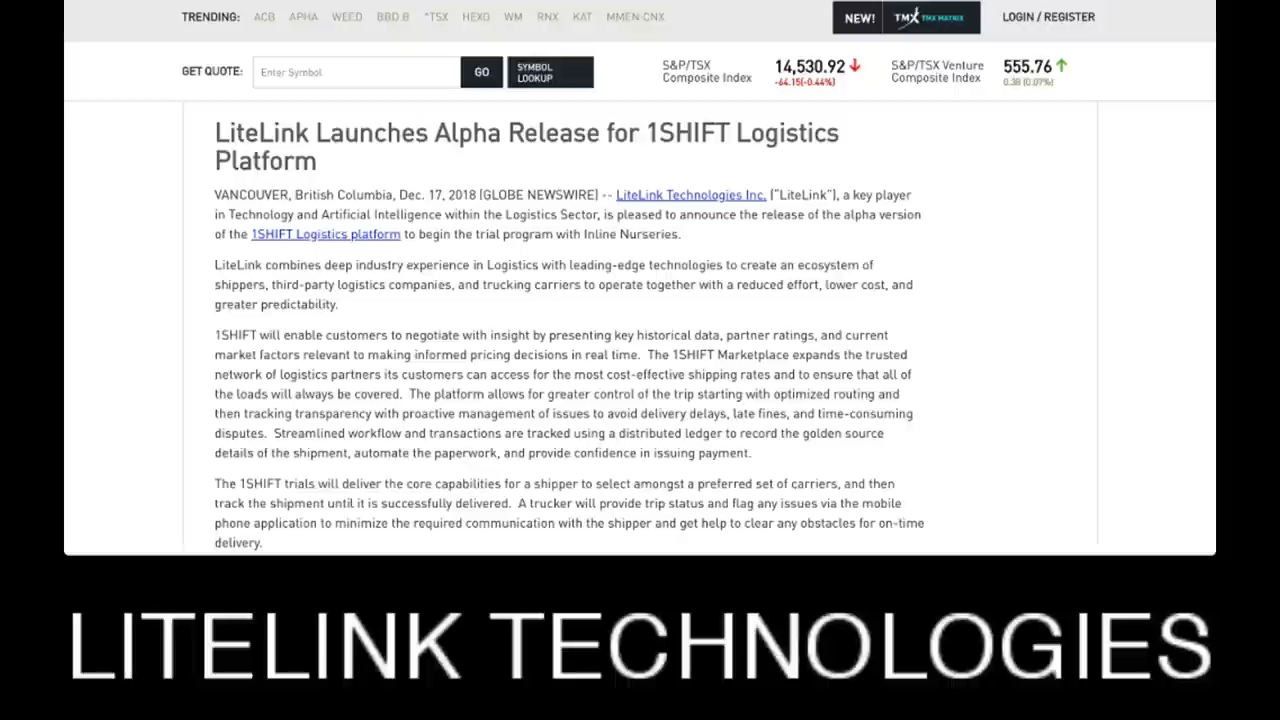 TRENDING: ACB APHA WEED BBD.B ^TSX HEXO WM RNX KAT MMEN:CNX NEW! TMX TMX MATRIX LOGIN / REGISTER
GET QUOTE: Enter Symbol GO SYMBOL LOOKUP S&P/TSX Composite Index 14,530.92 -64.15(-0.44%) S&P/TSX Venture Composite Index 555.76 0.38 (0.07%)
LiteLink Launches Alpha Release for 1SHIFT Logistics
Platform
VANCOUVER, British Columbia, Dec. 17, 2018 (GLOBE NEWSWIRE) -- LiteLink Technologies Inc. ("LiteLink"), a key player
in Technology and Artificial Intelligence within the Logistics Sector, is pleased to announce the release of the alpha version
of the 1SHIFT Logistics platform to begin the trial program with Inline Nurseries.
LiteLink combines deep industry experience in Logistics with leading-edge technologies to create an ecosystem of
shippers, third-party logistics companies, and trucking carriers to operate together with a reduced effort, lower cost, and
greater predictability.
1SHIFT will enable customers to negotiate with insight by presenting key historical data, partner ratings, and current
market factors relevant to making informed pricing decisions in real time. The 1SHIFT Marketplace expands the trusted
network of logistics partners its customers can access for the most cost-effective shipping rates and to ensure that all of
the loads will always be covered. The platform allows for greater control of the trip starting with optimized routing and
then tracking transparency with proactive management of issues to avoid delivery delays, late fines, and time-consuming
disputes. Streamlined workflow and transactions are tracked using a distributed ledger to record the golden source
details of the shipment, automate the paperwork, and provide confidence in issuing payment.
The 1SHIFT trials will deliver the core capabilities for a shipper to select amongst a preferred set of carriers, and then
track the shipment until it is successfully delivered. A trucker will provide trip status and flag any issues via the mobile
phone application to minimize the required communication with the shipper and get help to clear any obstacles for on-time
delivery.
LITELINK TECHNOLOGIES